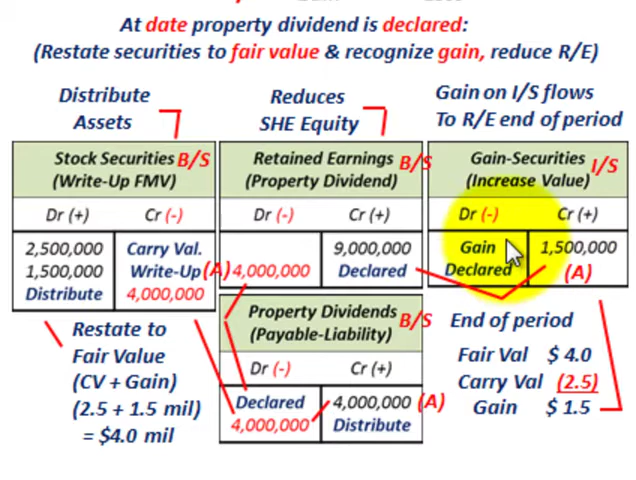 At date property dividend is declared:
(Restate securities to fair value & recognize gain, reduce R/E)
Distribute
Assets
Reduces
SHE Equity
Gain on I/S flows
To R/E end of period
Stock Securities B/S
(Write-Up FMV)
Dr (+) Cr (-)
2,500,000 Carry Val.
1,500,000 Write-Up (A)
Distribute 4,000,000
Retained Earnings B/S
(Property Dividend)
Dr (-) Cr (+)
9,000,000
4,000,000 Declared
Gain-Securities I/S
(Increase Value)
Dr (-) Cr (+)
Gain 1,500,000
Declared (A)
Property Dividends B/S
(Payable-Liability)
Dr (-) Cr (+)
Declared 4,000,000 (A)
4,000,000 Distribute
Restate to
Fair Value
(CV + Gain)
(2.5 + 1.5 mil)
= $4.0 mil
End of period
Fair Val $ 4.0
Carry Val (2.5)
Gain $ 1.5